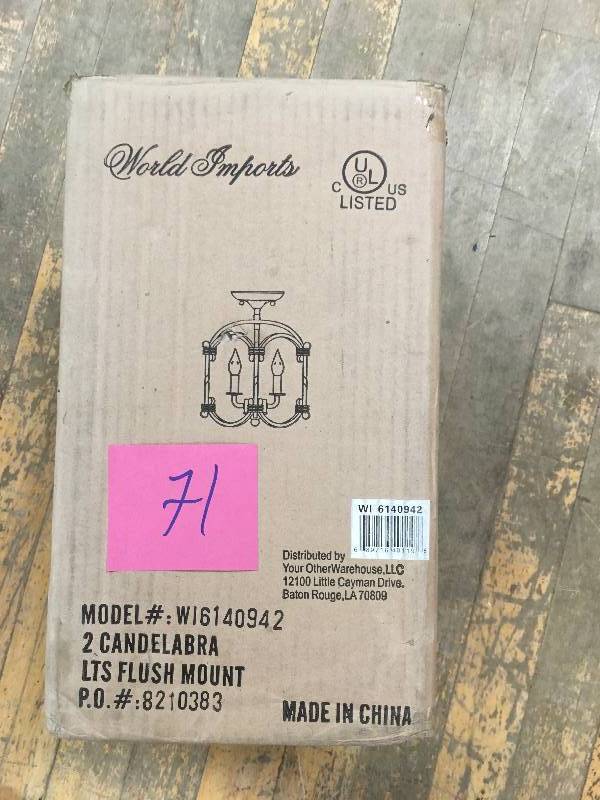 World Imports
UL
®
C US
LISTED
71
WI 6140942
Distributed by
Your OtherWarehouse,LLC
12100 Little Cayman Drive.
Baton Rouge,LA 70809
MODEL#:WI6140942
2 CANDELABRA
LTS FLUSH MOUNT
P.O.#:8210383
MADE IN CHINA